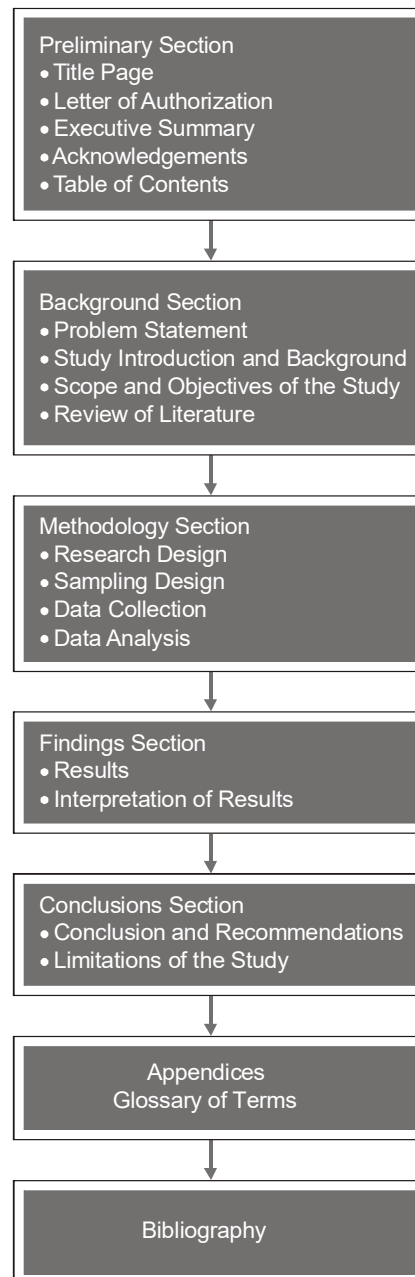 Preliminary Section
• Title Page
• Letter of Authorization
• Executive Summary
• Acknowledgements
• Table of Contents
Background Section
• Problem Statement
• Study Introduction and Background
• Scope and Objectives of the Study
• Review of Literature
Methodology Section
• Research Design
• Sampling Design
• Data Collection
• Data Analysis
Findings Section
• Results
• Interpretation of Results
Conclusions Section
• Conclusion and Recommendations
• Limitations of the Study
Appendices
Glossary of Terms
Bibliography